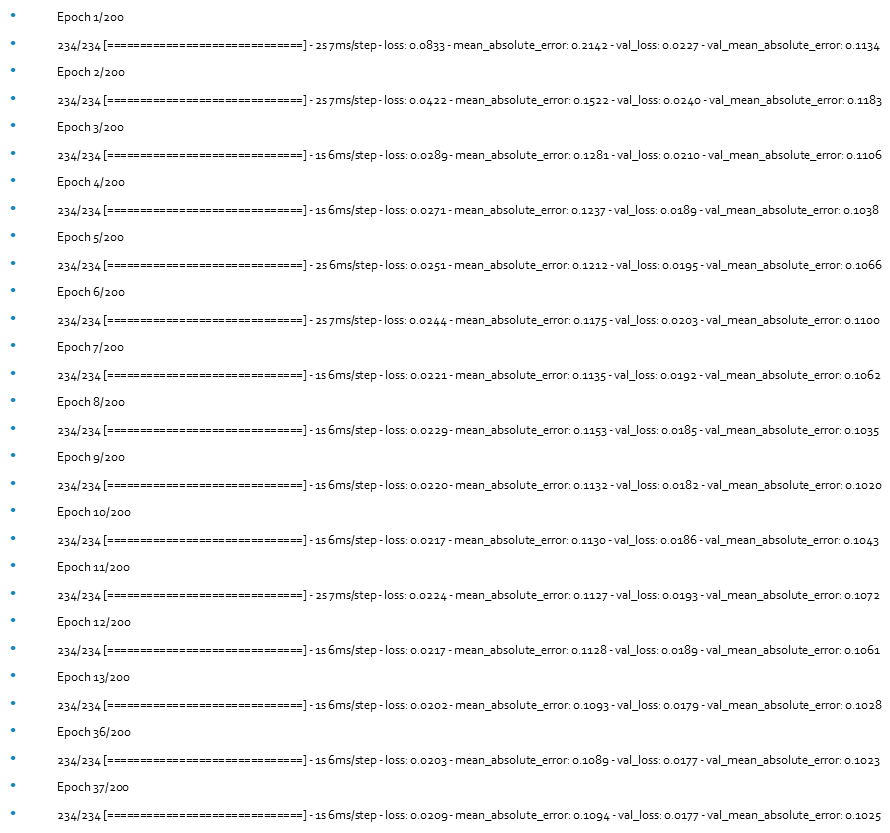 Epoch 1/200
234/234 [==============================] - 2s 7ms/step - loss: 0.0833 - mean_absolute_error: 0.2142 - val_loss: 0.0227 - val_mean_absolute_error: 0.1134
Epoch 2/200
234/234 [==============================] - 2s 7ms/step - loss: 0.0422 - mean_absolute_error: 0.1522 - val_loss: 0.0240 - val_mean_absolute_error: 0.1183
Epoch 3/200
234/234 [==============================] - 1s 6ms/step - loss: 0.0289 - mean_absolute_error: 0.1281 - val_loss: 0.0210 - val_mean_absolute_error: 0.1106
Epoch 4/200
234/234 [==============================] - 1s 6ms/step - loss: 0.0271 - mean_absolute_error: 0.1237 - val_loss: 0.0189 - val_mean_absolute_error: 0.1038
Epoch 5/200
234/234 [==============================] - 2s 6ms/step - loss: 0.0251 - mean_absolute_error: 0.1212 - val_loss: 0.0195 - val_mean_absolute_error: 0.1066
Epoch 6/200
234/234 [==============================] - 2s 7ms/step - loss: 0.0244 - mean_absolute_error: 0.1175 - val_loss: 0.0203 - val_mean_absolute_error: 0.1100
Epoch 7/200
234/234 [==============================] - 1s 6ms/step - loss: 0.0221 - mean_absolute_error: 0.1135 - val_loss: 0.0192 - val_mean_absolute_error: 0.1062
Epoch 8/200
234/234 [==============================] - 1s 6ms/step - loss: 0.0229 - mean_absolute_error: 0.1153 - val_loss: 0.0185 - val_mean_absolute_error: 0.1035
Epoch 9/200
234/234 [==============================] - 1s 6ms/step - loss: 0.0220 - mean_absolute_error: 0.1132 - val_loss: 0.0182 - val_mean_absolute_error: 0.1020
Epoch 10/200
234/234 [==============================] - 1s 6ms/step - loss: 0.0217 - mean_absolute_error: 0.1130 - val_loss: 0.0186 - val_mean_absolute_error: 0.1043
Epoch 11/200
234/234 [==============================] - 2s 7ms/step - loss: 0.0224 - mean_absolute_error: 0.1127 - val_loss: 0.0193 - val_mean_absolute_error: 0.1072
Epoch 12/200
234/234 [==============================] - 1s 6ms/step - loss: 0.0217 - mean_absolute_error: 0.1128 - val_loss: 0.0189 - val_mean_absolute_error: 0.1061
Epoch 13/200
234/234 [==============================] - 1s 6ms/step - loss: 0.0202 - mean_absolute_error: 0.1093 - val_loss: 0.0179 - val_mean_absolute_error: 0.1028
Epoch 36/200
234/234 [==============================] - 1s 6ms/step - loss: 0.0203 - mean_absolute_error: 0.1089 - val_loss: 0.0177 - val_mean_absolute_error: 0.1023
Epoch 37/200
234/234 [==============================] - 1s 6ms/step - loss: 0.0209 - mean_absolute_error: 0.1094 - val_loss: 0.0177 - val_mean_absolute_error: 0.1025